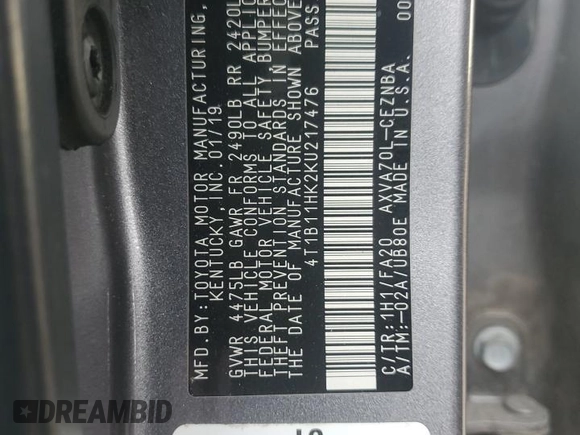 MFD.BY:TOYOTA MOTOR MANUFACTURING,
KENTUCKY, INC. 01/19
GVWR 4475LB GAWR FR 2490LB RR 2420L
THIS VEHICLE CONFORMS TO ALL APPLIC
FEDERAL MOTOR VEHICLE SAFETY, BUMPER
THEFT PREVENTION STANDARDS IN EFFEC
THE DATE OF MANUFACTURE SHOWN ABOVE
4T1B11HK2KU217476 PASS
C/TR:1H1/FA20 AXVA70L-CEZNBA
A/TM:-02A/UB80E MADE IN U.S.A.
00
DREAMBID